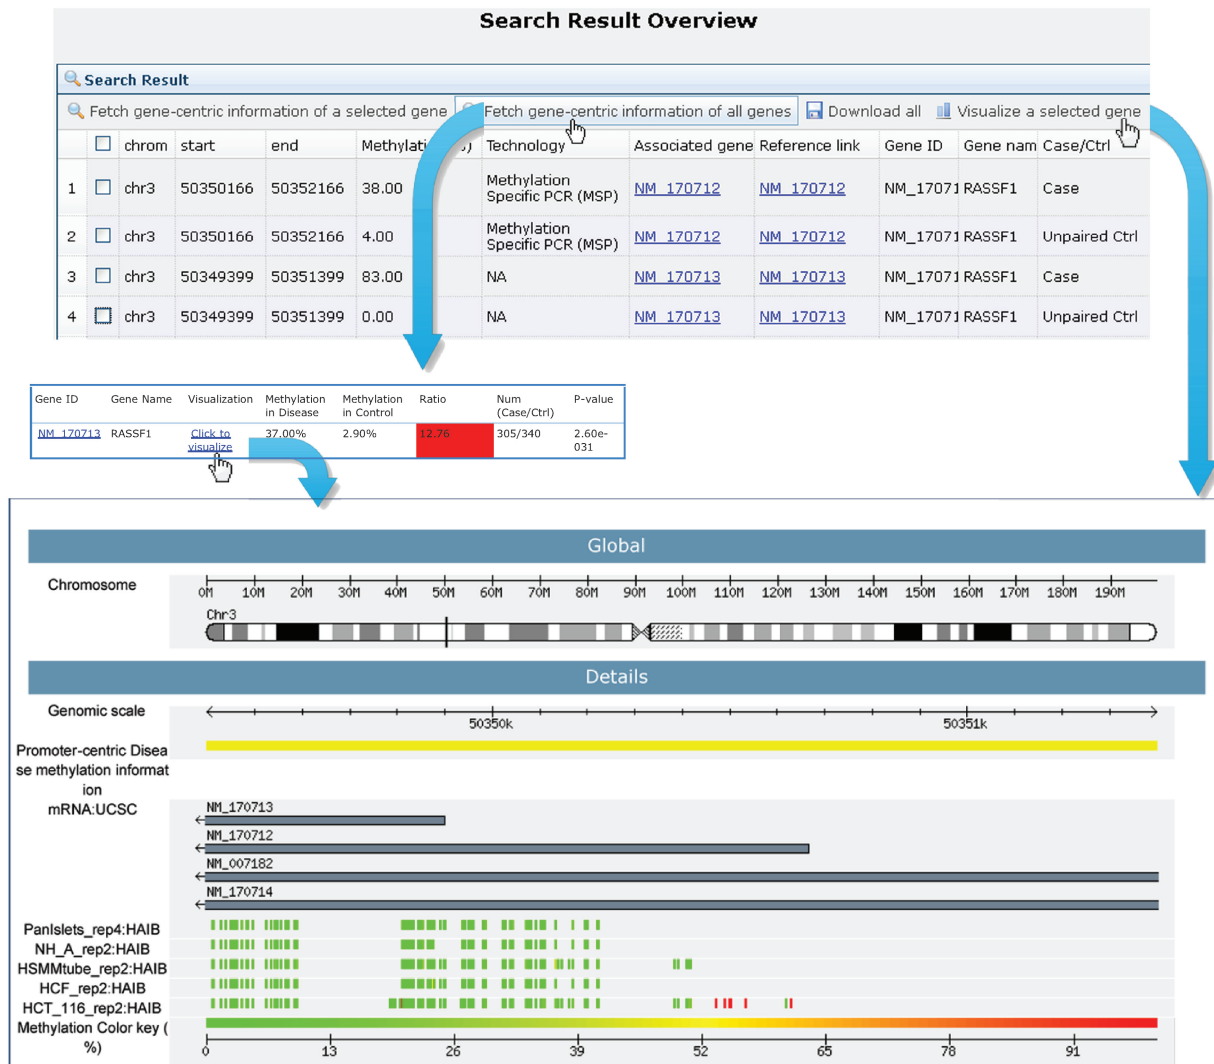 Search Result Overview
Search Result
Fetch gene-centric information of a selected gene Fetch gene-centric information of all genes Download all Visualize a selected gene
chrom start end Methylati %) Technology Associated gene Reference link Gene ID Gene nam Case/Ctrl
1 chr3 50350166 50352166 38.00 Methylation Specific PCR (MSP) NM_170712 NM_170712 NM_17071 RASSF1 Case
2 chr3 50350166 50352166 4.00 Methylation Specific PCR (MSP) NM_170712 NM_170712 NM_17071 RASSF1 Unpaired Ctrl
3 chr3 50349399 50351399 83.00 NA NM_170713 NM_170713 NM_17071 RASSF1 Case
4 chr3 50349399 50351399 0.00 NA NM_170713 NM_170713 NM_17071 RASSF1 Unpaired Ctrl
Gene ID Gene Name Visualization Methylation in Disease Methylation in Control Ratio Num (Case/Ctrl) P-value
NM_170713 RASSF1 Click to visualize 37.00% 2.90% 12.76 305/340 2.60e-031
Global
Chromosome
0M 10M 20M 30M 40M 50M 60M 70M 80M 90M 100M 110M 120M 130M 140M 150M 160M 170M 180M 190M
Chr3
Details
Genomic scale
50350k 50351k
Promoter-centric Disea
se methylation informat
ion
mRNA:UCSC
NM_170713
NM_170712
NM_007182
NM_170714
PanIslets_rep4:HAIB
NH_A_rep2:HAIB
HSMMtube_rep2:HAIB
HCF_rep2:HAIB
HCT_116_rep2:HAIB
Methylation Color key (
%)
0 13 26 39 52 65 78 91